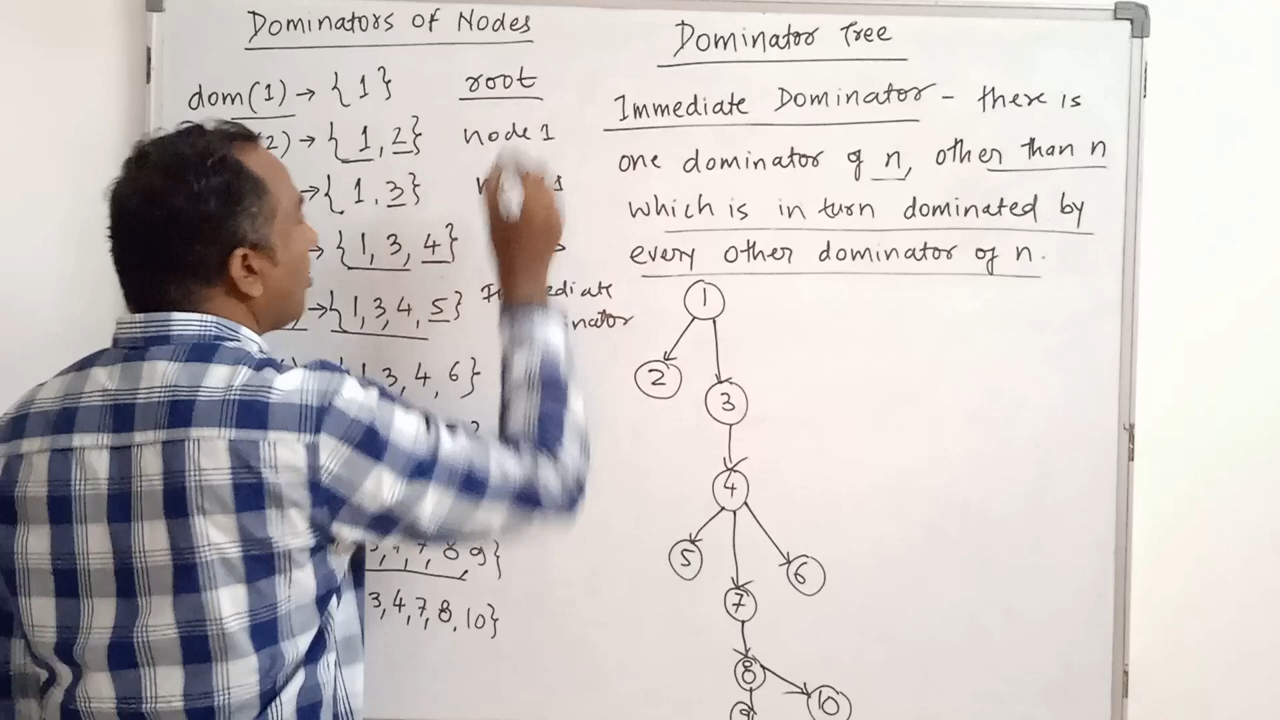 Dominators of Nodes
dom(1) → {1} root
2) → {1, 2} node 1
→ {1, 3} 1
→ {1, 3, 4}
→ {1, 3, 4, 5} Immediate
3, 4, 6}
7, 8 9}
3, 4, 7, 8, 10}
Dominator Tree
Immediate Dominator - there is
one dominator of n, other than n
which is in turn dominated by
every other dominator of n.
1
2
3
4
5
6
7
8
10
9